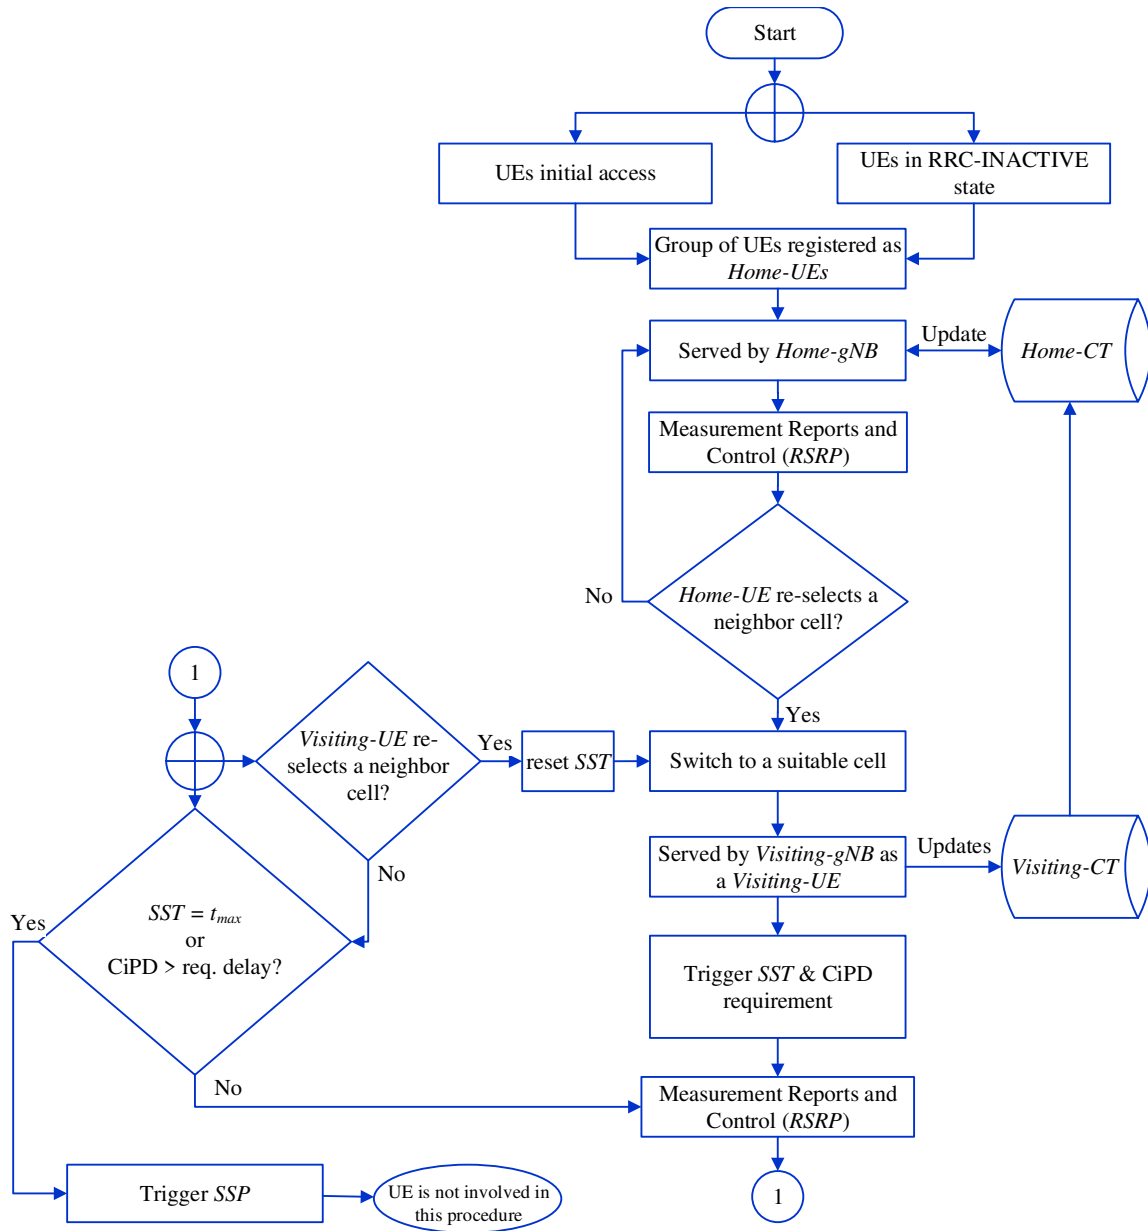 Start
UEs initial access
UEs in RRC-INACTIVE
state
Group of UEs registered as
Home-UEs
Served by Home-gNB
Update
Home-CT
Measurement Reports and
Control (RSRP)
No
Home-UE re-selects a
neighbor cell?
Yes
1
Visiting-UE re-
selects a neighbor
cell?
Yes
reset SST
Switch to a suitable cell
No
Served by Visiting-gNB as
a Visiting-UE
Updates
Visiting-CT
Yes
SST = tmax
or
CiPD > req. delay?
Trigger SST & CiPD
requirement
No
Measurement Reports and
Control (RSRP)
Trigger SSP
UE is not involved in
this procedure
1